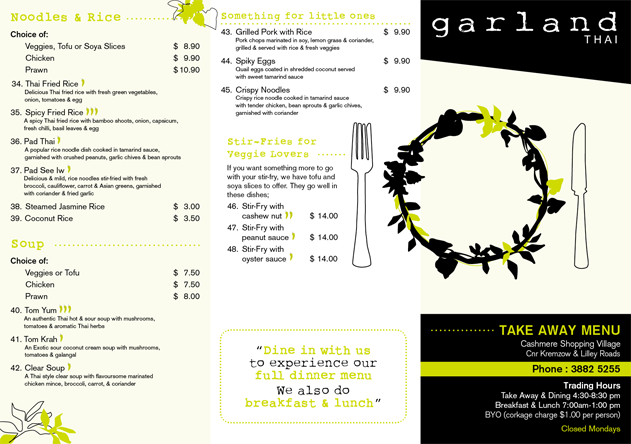 Noodles & Rice
Choice of:
Veggies, Tofu or Soya Slices $ 8.90
Chicken $ 9.90
Prawn $10.90
34. Thai Fried Rice
Delicious Thai fried rice with fresh green vegetables,
onion, tomatoes & egg
35. Spicy Fried Rice
A spicy Thai fried rice with bamboo shoots, onion, capsicum,
fresh chilli, basil leaves & egg
36. Pad Thai
A popular rice noodle dish cooked in tamarind sauce,
garnished with crushed peanuts, garlic chives & bean sprouts
37. Pad See Iw
Delicious & mild, rice noodles stir-fried with fresh
broccoli, cauliflower, carrot & Asian greens, garnished
with coriander & fried garlic
38. Steamed Jasmine Rice $ 3.00
39. Coconut Rice $ 3.50
Soup
Choice of:
Veggies or Tofu $ 7.50
Chicken $ 7.50
Prawn $ 8.00
40. Tom Yum
An authentic Thai hot & sour soup with mushrooms,
tomatoes & aromatic Thai herbs
41. Tom Krah
An Exotic sour coconut cream soup with mushrooms,
tomatoes & galangal
42. Clear Soup
A Thai style clear soup with flavoursome marinated
chicken mince, broccoli, carrot, & coriander
Something for little ones
43. Grilled Pork with Rice $ 9.90
Pork chops marinated in soy, lemon grass & coriander,
grilled & served with rice & fresh veggies
44. Spiky Eggs $ 9.90
Quail eggs coated in shredded coconut served
with sweet tamarind sauce
45. Crispy Noodles $ 9.90
Crispy rice noodle cooked in tamarind sauce
with tender chicken, bean sprouts & garlic chives,
garnished with coriander
Stir-Fries for
Veggie Lovers
If you want something more to go
with your stir-fry, we have tofu and
soya slices to offer. They go well in
these dishes;
46. Stir-Fry with
cashew nut $ 14.00
47. Stir-Fry with
peanut sauce $ 14.00
48. Stir-Fry with
oyster sauce $ 14.00
"Dine in with us
to experience our
full dinner menu
We also do
breakfast & lunch"
garland
THAI
TAKE AWAY MENU
Cashmere Shopping Village
Cnr Kremzow & Lilley Roads
Phone : 3882 5255
Trading Hours
Take Away & Dining 4:30-8:30 pm
Breakfast & Lunch 7:00am-1:00 pm
BYO (corkage charge $1.00 per person)
Closed Mondays